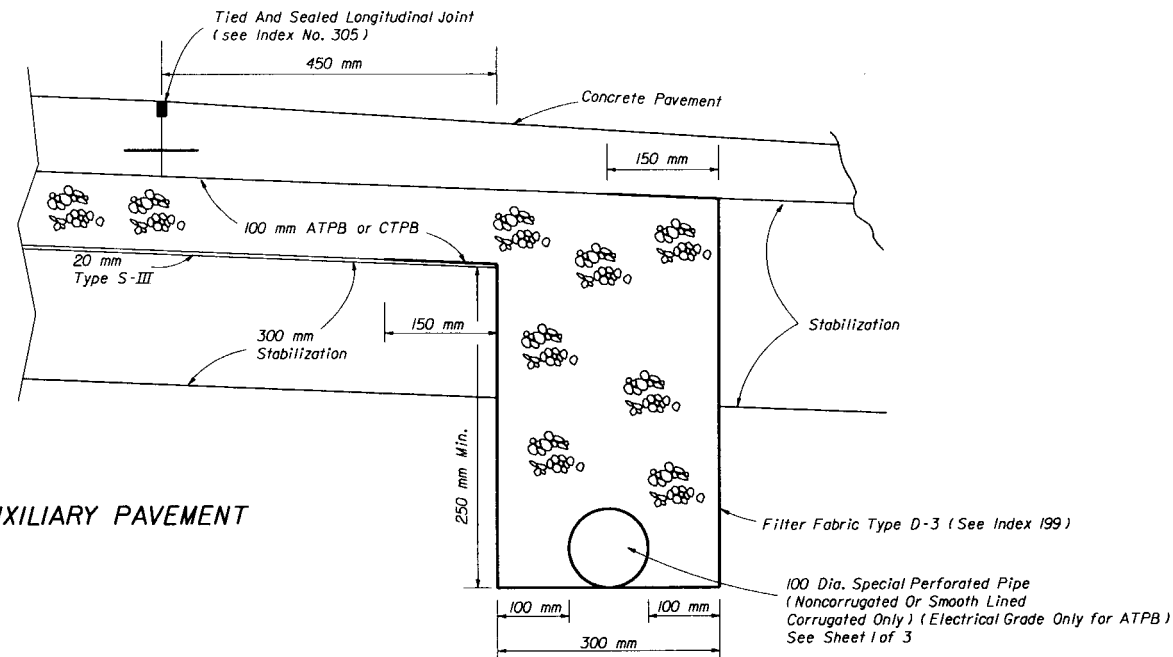 Tied And Sealed Longitudinal Joint
(see Index No. 305)
450 mm
Concrete Pavement
150 mm
100 mm ATPB or CTPB
20 mm
Type S-III
150 mm
300 mm
Stabilization
Stabilization
250 mm Min.
UXILIARY PAVEMENT
Filter Fabric Type D-3 (See Index 199)
100 Dia. Special Perforated Pipe
(Noncorrugated Or Smooth Lined
Corrugated Only) (Electrical Grade Only for ATPB)
See Sheet 1 of 3
100 mm
100 mm
300 mm